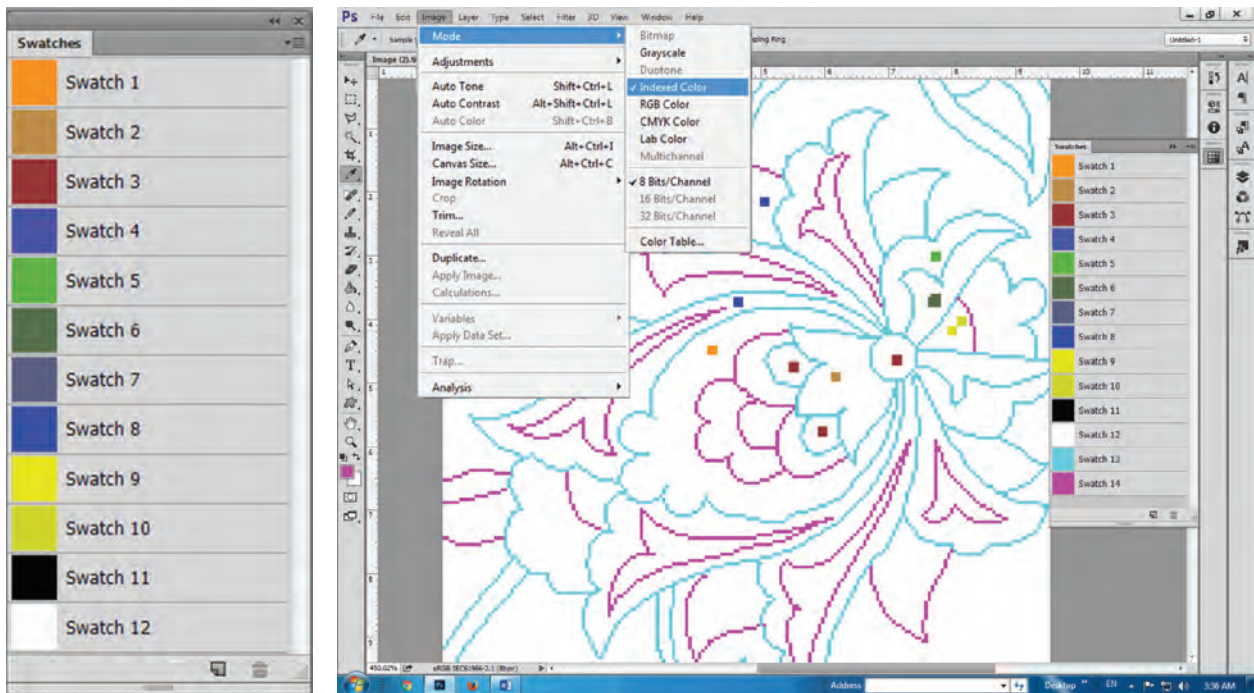 Swatches
Swatch 1
Swatch 2
Swatch 3
Swatch 4
Swatch 5
Swatch 6
Swatch 7
Swatch 8
Swatch 9
Swatch 10
Swatch 11
Swatch 12
Ps File Edit Image Layer Type Select Filter 3D View Window Help
Untitled-1
Mode
Adjustments
Auto Tone Shift+Ctrl+L
Auto Contrast Alt+Shift+Ctrl+L
Auto Color Shift+Ctrl+B
Image Size... Alt+Ctrl+I
Canvas Size... Alt+Ctrl+C
Image Rotation
Crop
Trim...
Reveal All
Duplicate...
Apply Image...
Calculations...
Variables
Apply Data Set...
Trap...
Analysis
Bitmap
Grayscale
Duotone
Indexed Color
RGB Color
CMYK Color
Lab Color
Multichannel
8 Bits/Channel
16 Bits/Channel
32 Bits/Channel
Color Table...
Swatches
Swatch 1
Swatch 2
Swatch 3
Swatch 4
Swatch 5
Swatch 6
Swatch 7
Swatch 8
Swatch 9
Swatch 10
Swatch 11
Swatch 12
Swatch 13
Swatch 14
Address
Desktop
EN
3:36 AM